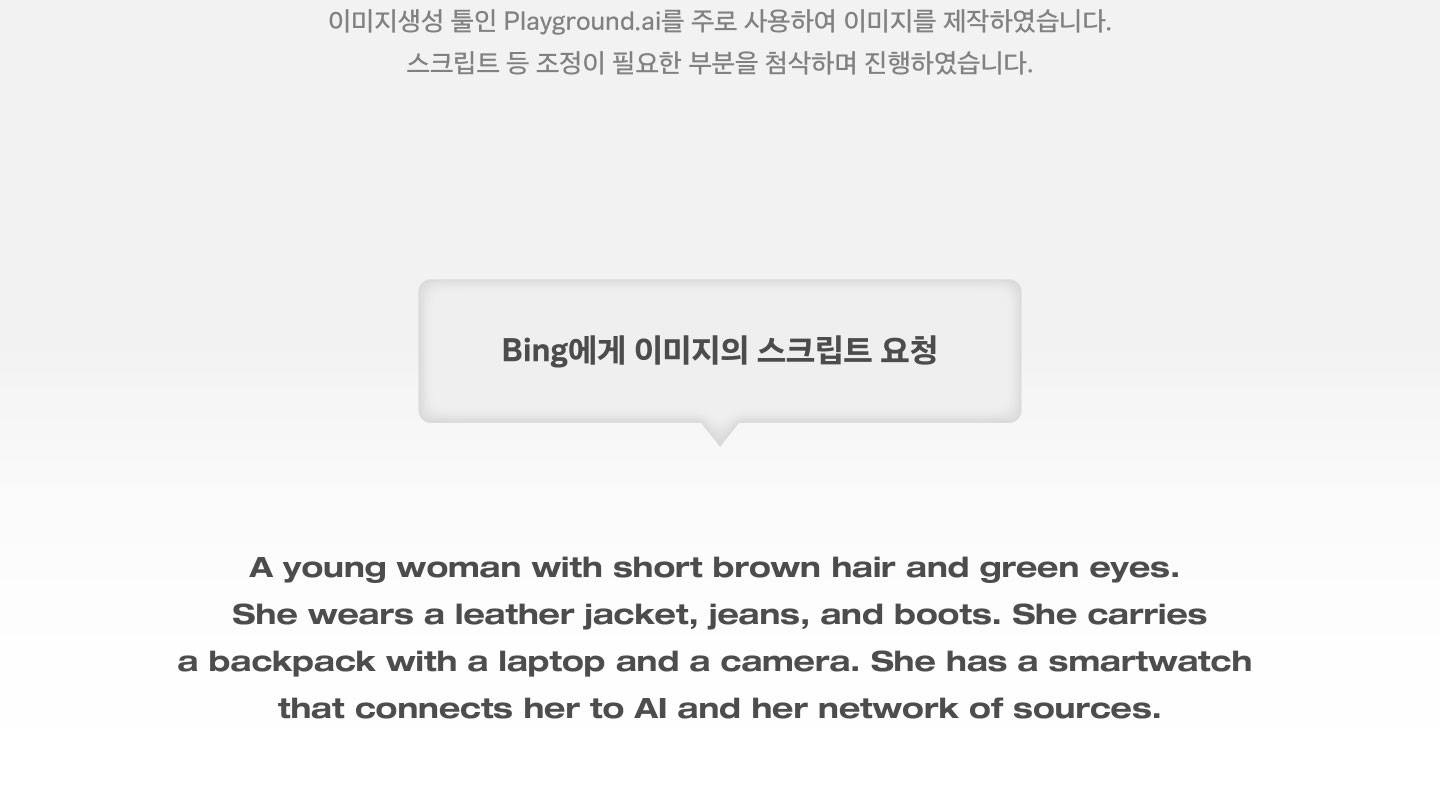 이미지생성 툴인 Playground.ai를 주로 사용하여 이미지를 제작하였습니다.
스크립트 등 조정이 필요한 부분을 첨삭하며 진행하였습니다.
Bing에게 이미지의 스크립트 요청
A young woman with short brown hair and green eyes.
She wears a leather jacket, jeans, and boots. She carries
a backpack with a laptop and a camera. She has a smartwatch
that connects her to AI and her network of sources.